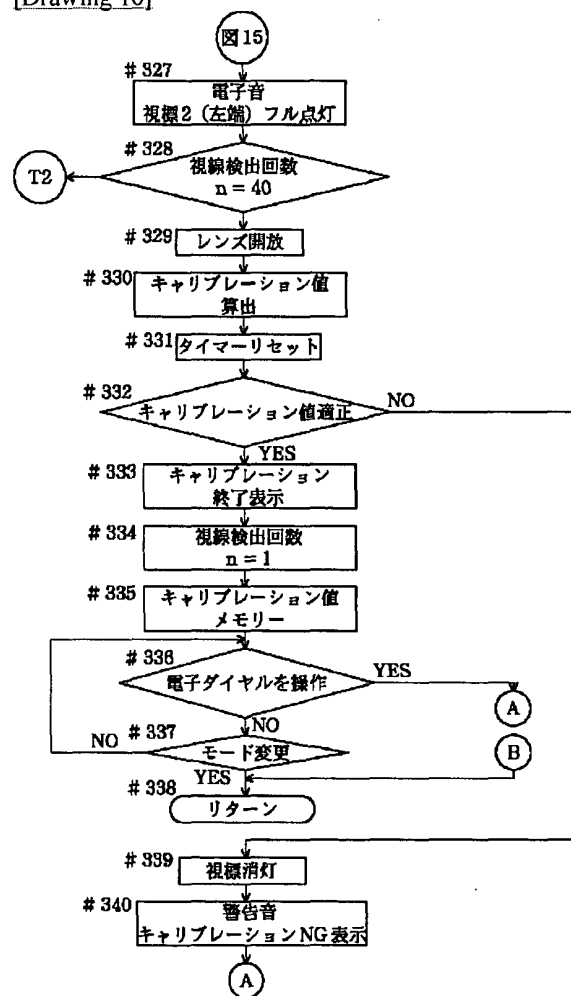 [Drawing 16]
図15
#327
電子音
視標2（左端）フル点灯
#328
視線検出回数
n = 40
T2
#329
レンズ開放
#330
キャリブレーション値
算出
#331
タイマーリセット
#332
キャリブレーション値適正
NO
YES
#333
キャリブレーション
終了表示
#334
視線検出回数
n = 1
#335
キャリブレーション値
メモリー
#336
電子ダイヤルを操作
YES
A
NO
#337
モード変更
NO
B
YES
#338
リターン
#339
視標消灯
#340
警告音
キャリブレーションNG表示
A